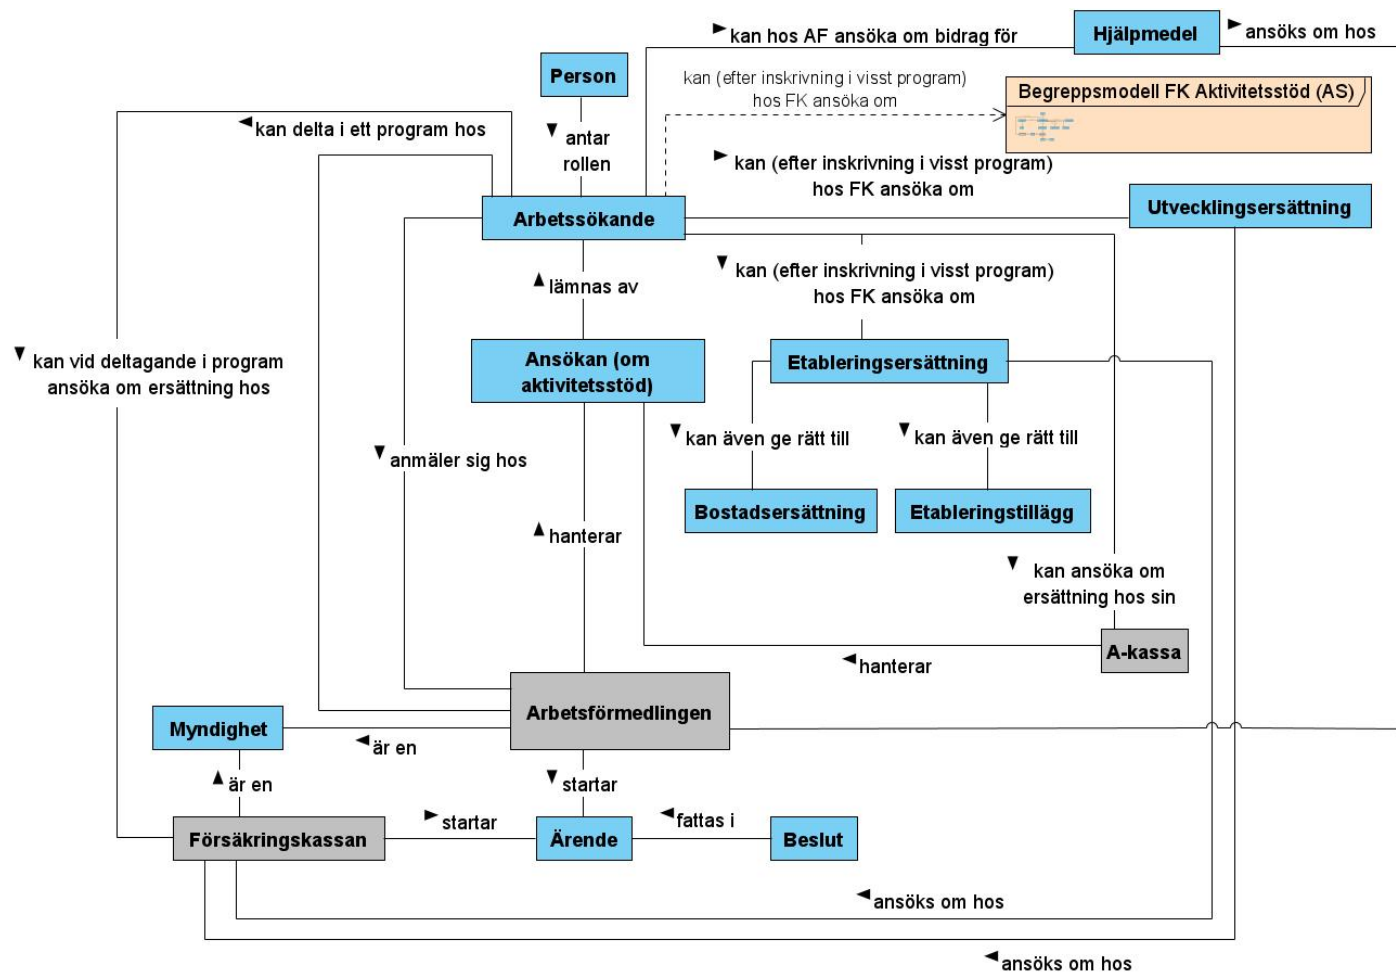 kan hos AF ansöka om bidrag för
Hjälpmedel
ansöks om hos
Person
kan (efter inskrivning i visst program)
hos FK ansöka om
Begreppsmodell FK Aktivitetsstöd (AS)
kan delta i ett program hos
antar
rollen
kan (efter inskrivning i visst program)
hos FK ansöka om
Arbetssökande
Utvecklingsersättning
lämnas av
kan (efter inskrivning i visst program)
hos FK ansöka om
kan vid deltagande i program
ansöka om ersättning hos
Ansökan (om
aktivitetsstöd)
Etableringsersättning
kan även ge rätt till
kan även ge rätt till
anmäler sig hos
Bostadsersättning
Etableringstillägg
hanterar
kan ansöka om
ersättning hos sin
A-kassa
hanterar
Arbetsförmedlingen
Myndighet
är en
är en
startar
Försäkringskassan
startar
Ärende
fattas i
Beslut
ansöks om hos
ansöks om hos